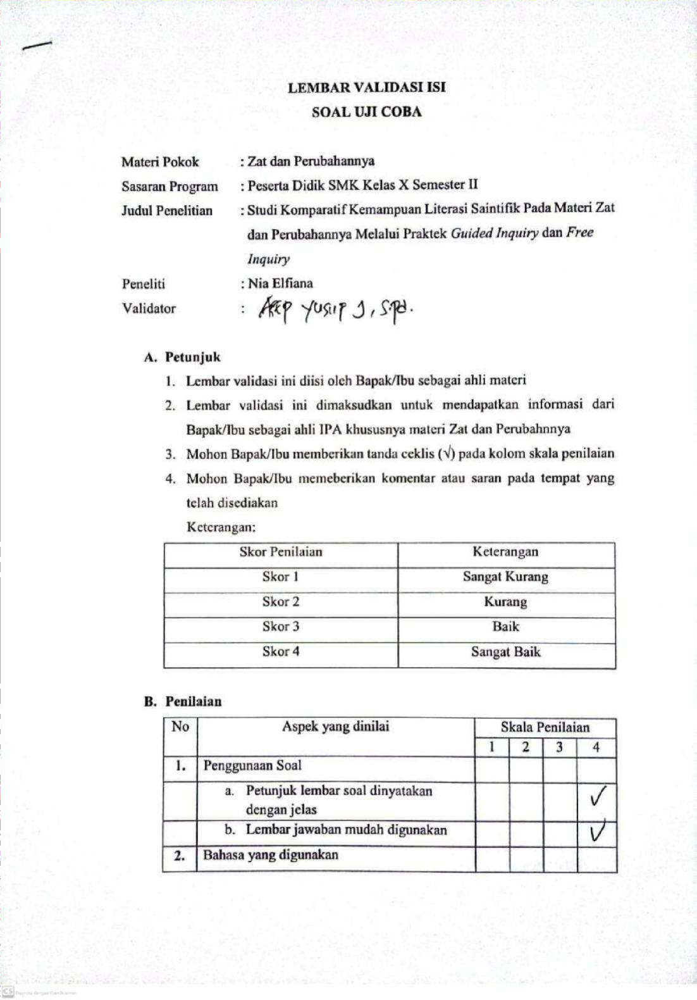 LEMBAR VALIDASI ISI
SOAL UJI COBA
Materi Pokok : Zat dan Perubahannya
Sasaran Program : Peserta Didik SMK Kelas X Semester II
Judul Penelitian : Studi Komparatif Kemampuan Literasi Saintifik Pada Materi Zat
dan Perubahannya Melalui Praktek Guided Inquiry dan Free
Inquiry
Peneliti : Nia Elfiana
Validator : Asep Yusup J, S.Pd.
A. Petunjuk
1. Lembar validasi ini diisi oleh Bapak/Ibu sebagai ahli materi
2. Lembar validasi ini dimaksudkan untuk mendapatkan informasi dari
Bapak/Ibu sebagai ahli IPA khususnya materi Zat dan Perubahnnya
3. Mohon Bapak/Ibu memberikan tanda ceklis (√) pada kolom skala penilaian
4. Mohon Bapak/Ibu memeberikan komentar atau saran pada tempat yang
telah disediakan
Keterangan:
Skor Penilaian Keterangan
Skor 1 Sangat Kurang
Skor 2 Kurang
Skor 3 Baik
Skor 4 Sangat Baik
B. Penilaian
No Aspek yang dinilai Skala Penilaian
1 2 3 4
1. Penggunaan Soal
a. Petunjuk lembar soal dinyatakan ✓
dengan jelas
b. Lembar jawaban mudah digunakan ✓
2. Bahasa yang digunakan
CS